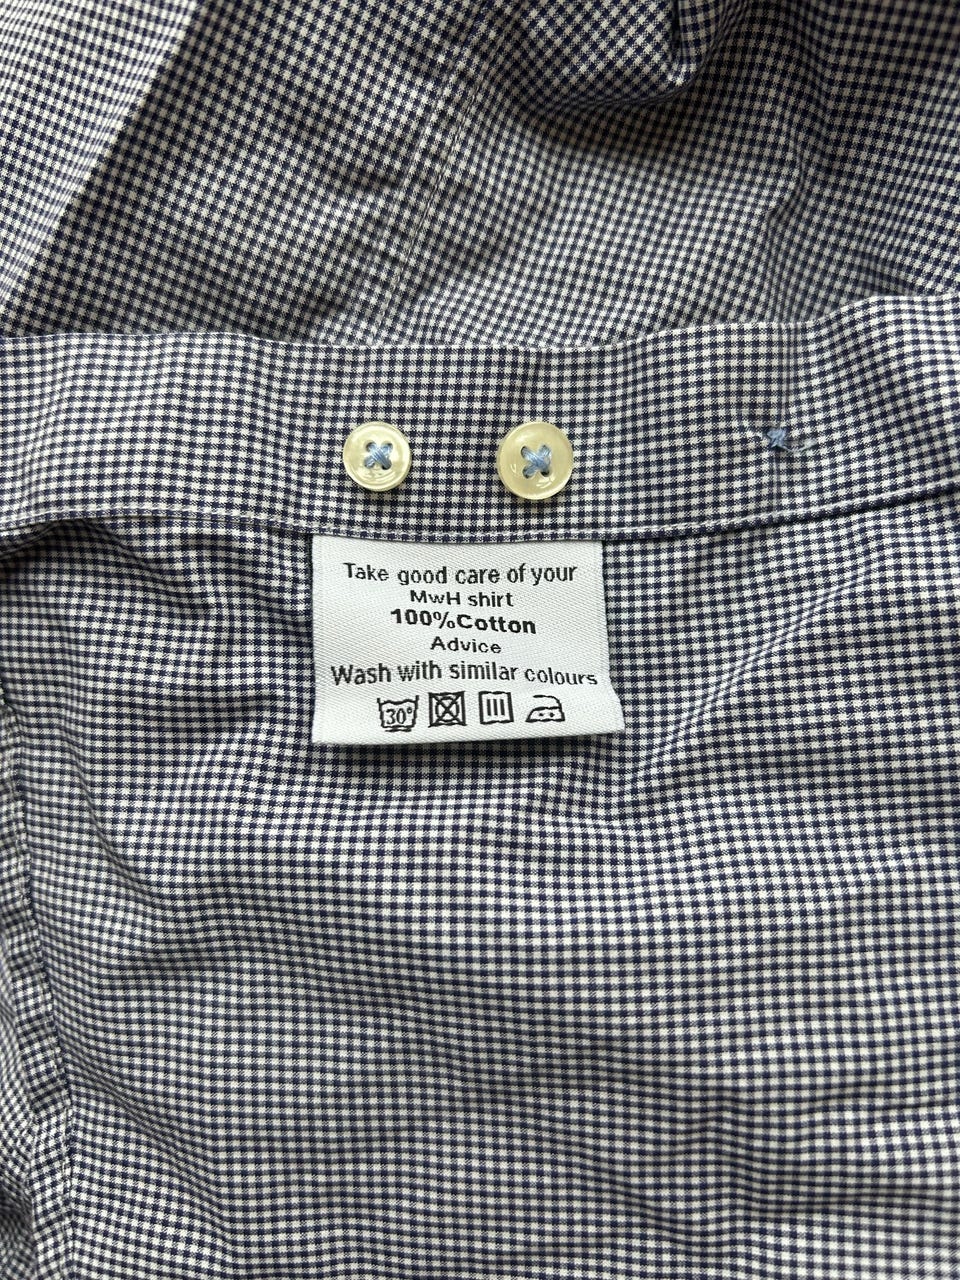 Take good care of your
MwH shirt
100%Cotton
Advice
Wash with similar colours
30°